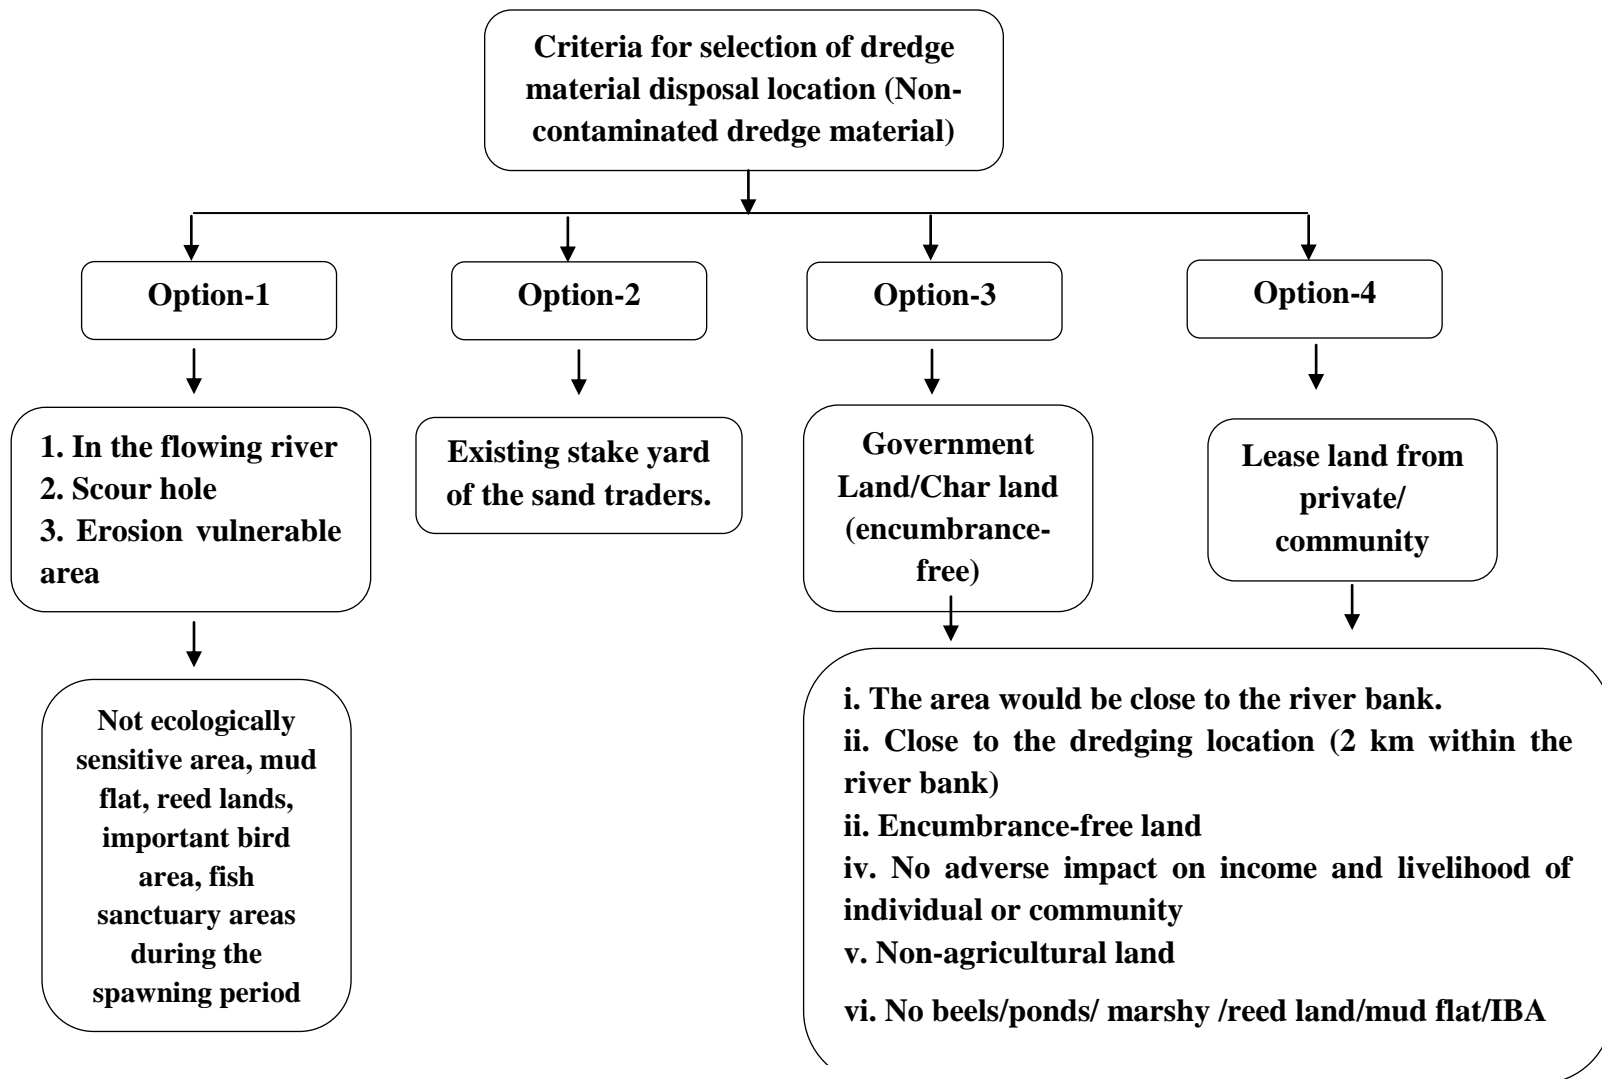 Criteria for selection of dredge
material disposal location (Non-
contaminated dredge material)
Option-1
Option-2
Option-3
Option-4
1. In the flowing river
2. Scour hole
3. Erosion vulnerable
area
Existing stake yard
of the sand traders.
Government
Land/Char land
(encumbrance-
free)
Lease land from
private/
community
Not ecologically
sensitive area, mud
flat, reed lands,
important bird
area, fish
sanctuary areas
during the
spawning period
i. The area would be close to the river bank.
ii. Close to the dredging location (2 km within the
river bank)
ii. Encumbrance-free land
iv. No adverse impact on income and livelihood of
individual or community
v. Non-agricultural land
vi. No beels/ponds/ marshy /reed land/mud flat/IBA